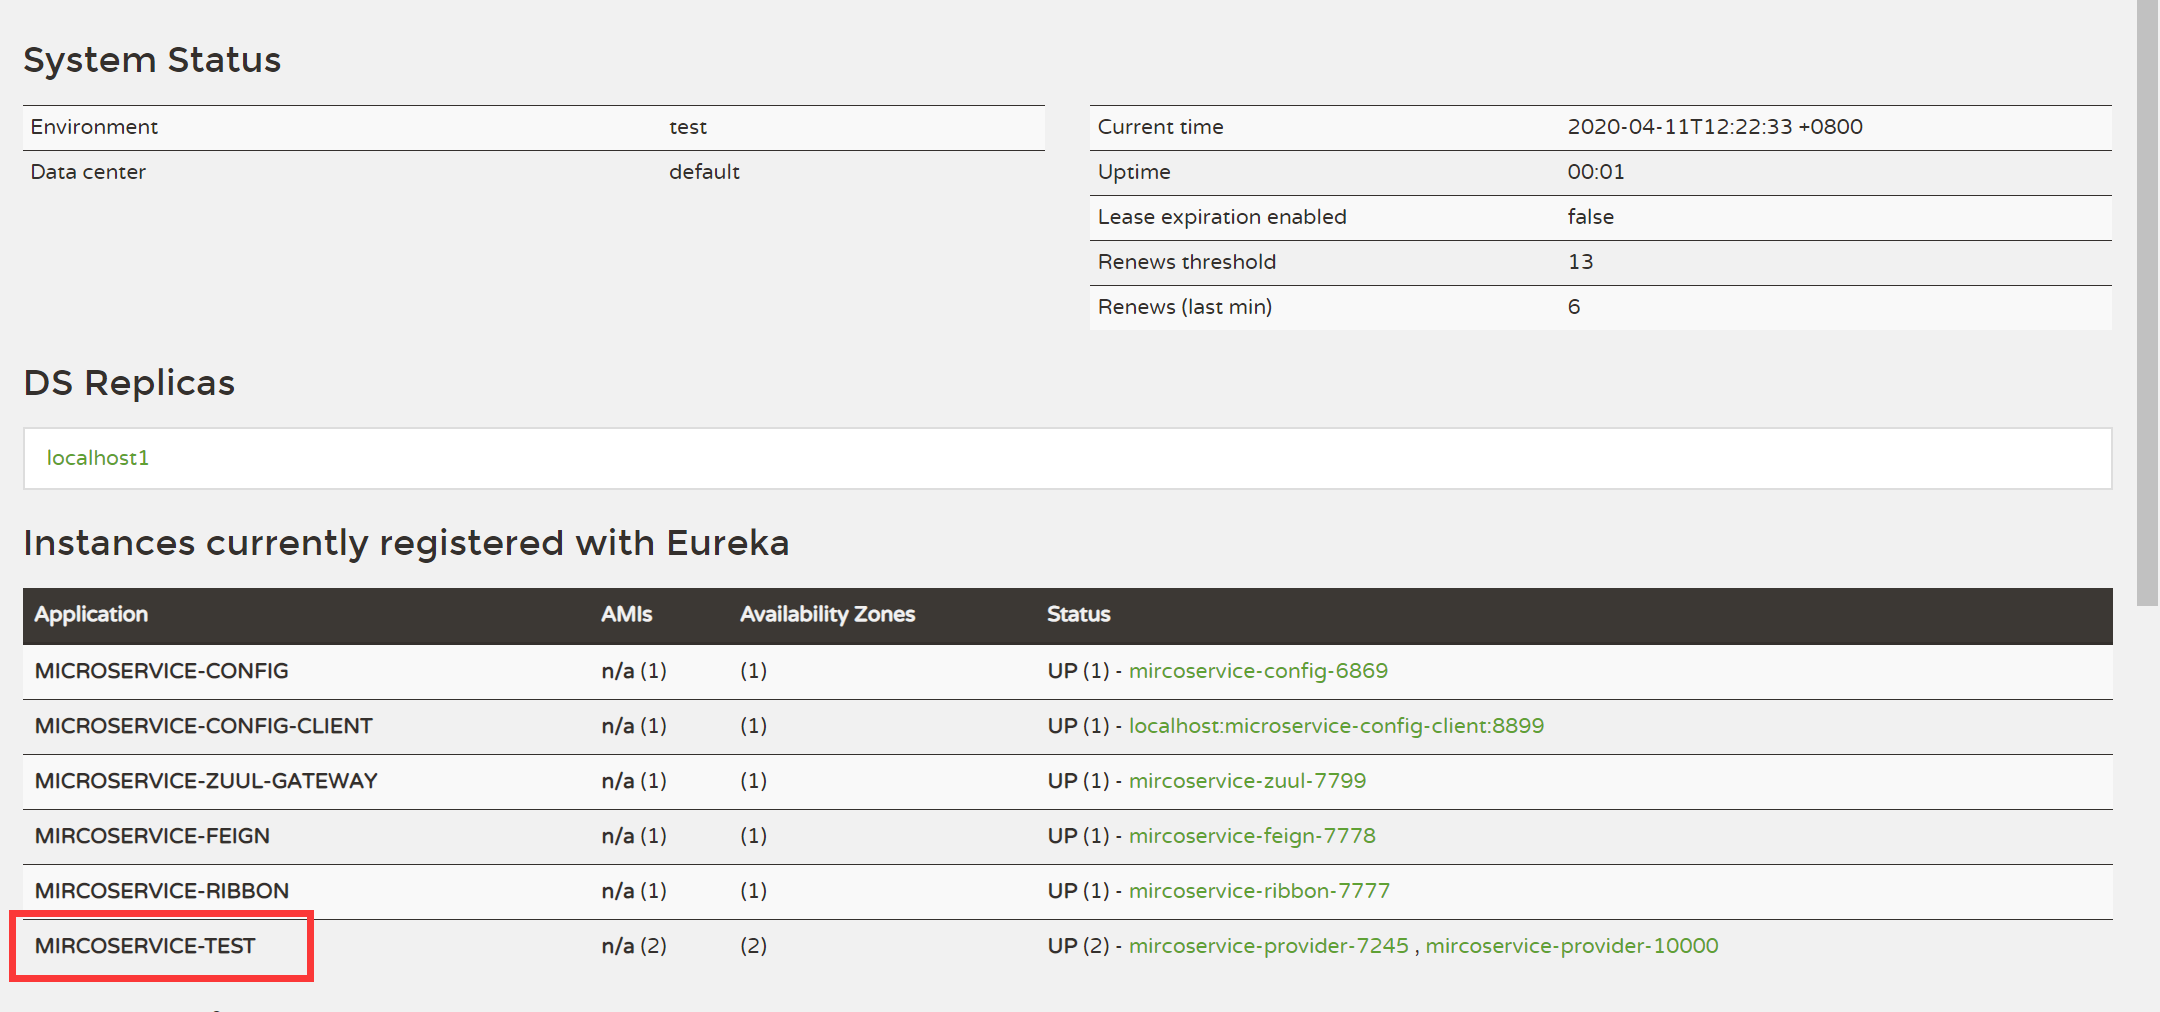 System Status
Environment test
Data center default
Current time 2020-04-11T12:22:33 +0800
Uptime 00:01
Lease expiration enabled false
Renews threshold 13
Renews (last min) 6
DS Replicas
localhost1
Instances currently registered with Eureka
Application AMIs Availability Zones Status
MICROSERVICE-CONFIG n/a (1) (1) UP (1) - mircoservice-config-6869
MICROSERVICE-CONFIG-CLIENT n/a (1) (1) UP (1) - localhost:microservice-config-client:8899
MICROSERVICE-ZUUL-GATEWAY n/a (1) (1) UP (1) - mircoservice-zuul-7799
MIRCOSERVICE-FEIGN n/a (1) (1) UP (1) - mircoservice-feign-7778
MIRCOSERVICE-RIBBON n/a (1) (1) UP (1) - mircoservice-ribbon-7777
MIRCOSERVICE-TEST n/a (2) (2) UP (2) - mircoservice-provider-7245 , mircoservice-provider-10000